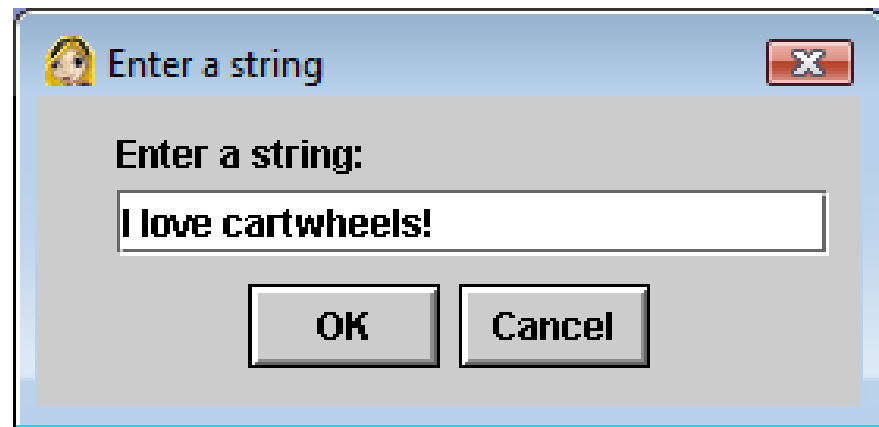 Enter a string
Enter a string:
I love cartwheels!
OK Cancel